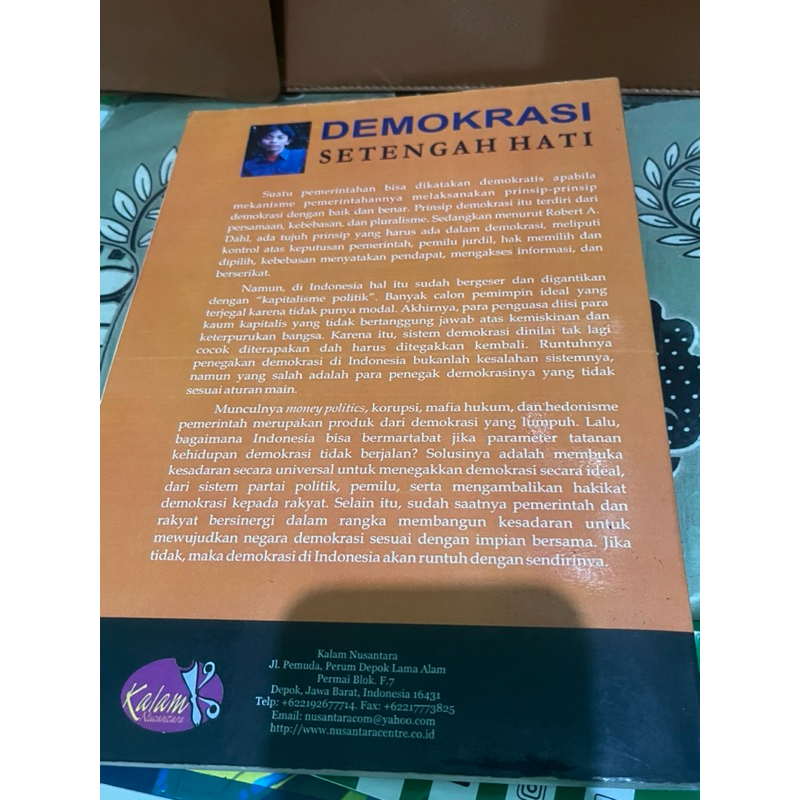 DEMOKRASI
SETENGAH HATI
Suatu pemerintahan bisa dikatakan demokratis apabila
mekanisme pemerintahannya melaksanakan prinsip-prinsip
demokrasi dengan baik dan benar. Prinsip demokrasi itu terdiri dari
persamaan, kebebasan, dan pluralisme. Sedangkan menurut Robert A.
Dahl, ada tujuh prinsip yang harus ada dalam demokrasi, meliputi
kontrol atas keputusan pemerintah, pemilu jurdil, hak memilih dan
dipilih, kebebasan menyatakan pendapat, mengakses informasi, dan
berserikat.
Namun, di Indonesia hal itu sudah bergeser dan digantikan
dengan "kapitalisme politik". Banyak calon pemimpin ideal yang
terjegal karena tidak punya modal. Akhirnya, para penguasa diisi para
kaum kapitalis yang tidak bertanggung jawab atas kemiskinan dan
keterpurukan bangsa. Karena itu, sistem demokrasi dinilai tak lagi
cocok diterapakan dah harus ditegakkan kembali. Runtuhnya
penegakan demokrasi di Indonesia bukanlah kesalahan sistemnya,
namun yang salah adalah para penegak demokrasinya yang tidak
sesuai aturan main.
Munculnya money politics, korupsi, mafia hukum, dan hedonisme
pemerintah merupakan produk dari demokrasi yang lumpuh. Lalu,
bagaimana Indonesia bisa bermartabat jika parameter tatanan
kehidupan demokrasi tidak berjalan? Solusinya adalah membuka
kesadaran secara universal untuk menegakkan demokrasi secara ideal,
dari sistem partai politik, pemilu, serta mengambalikan hakikat
demokrasi kepada rakyat. Selain itu, sudah saatnya pemerintah dan
rakyat bersinergi dalam rangka membangun kesadaran untuk
mewujudkan negara demokrasi sesuai dengan impian bersama. Jika
tidak, maka demokrasi di Indonesia akan runtuh dengan sendirinya.
Kalam
Nusantara
Kalam Nusantara
Jl. Pemuda, Perum Depok Lama Alam
Permai Blok. F.7
Depok, Jawa Barat, Indonesia 16431
Telp: +622192677714. Fax: +62217773825
Email: nusantaracom@yahoo.com
http://www.nusantaracentre.co.id